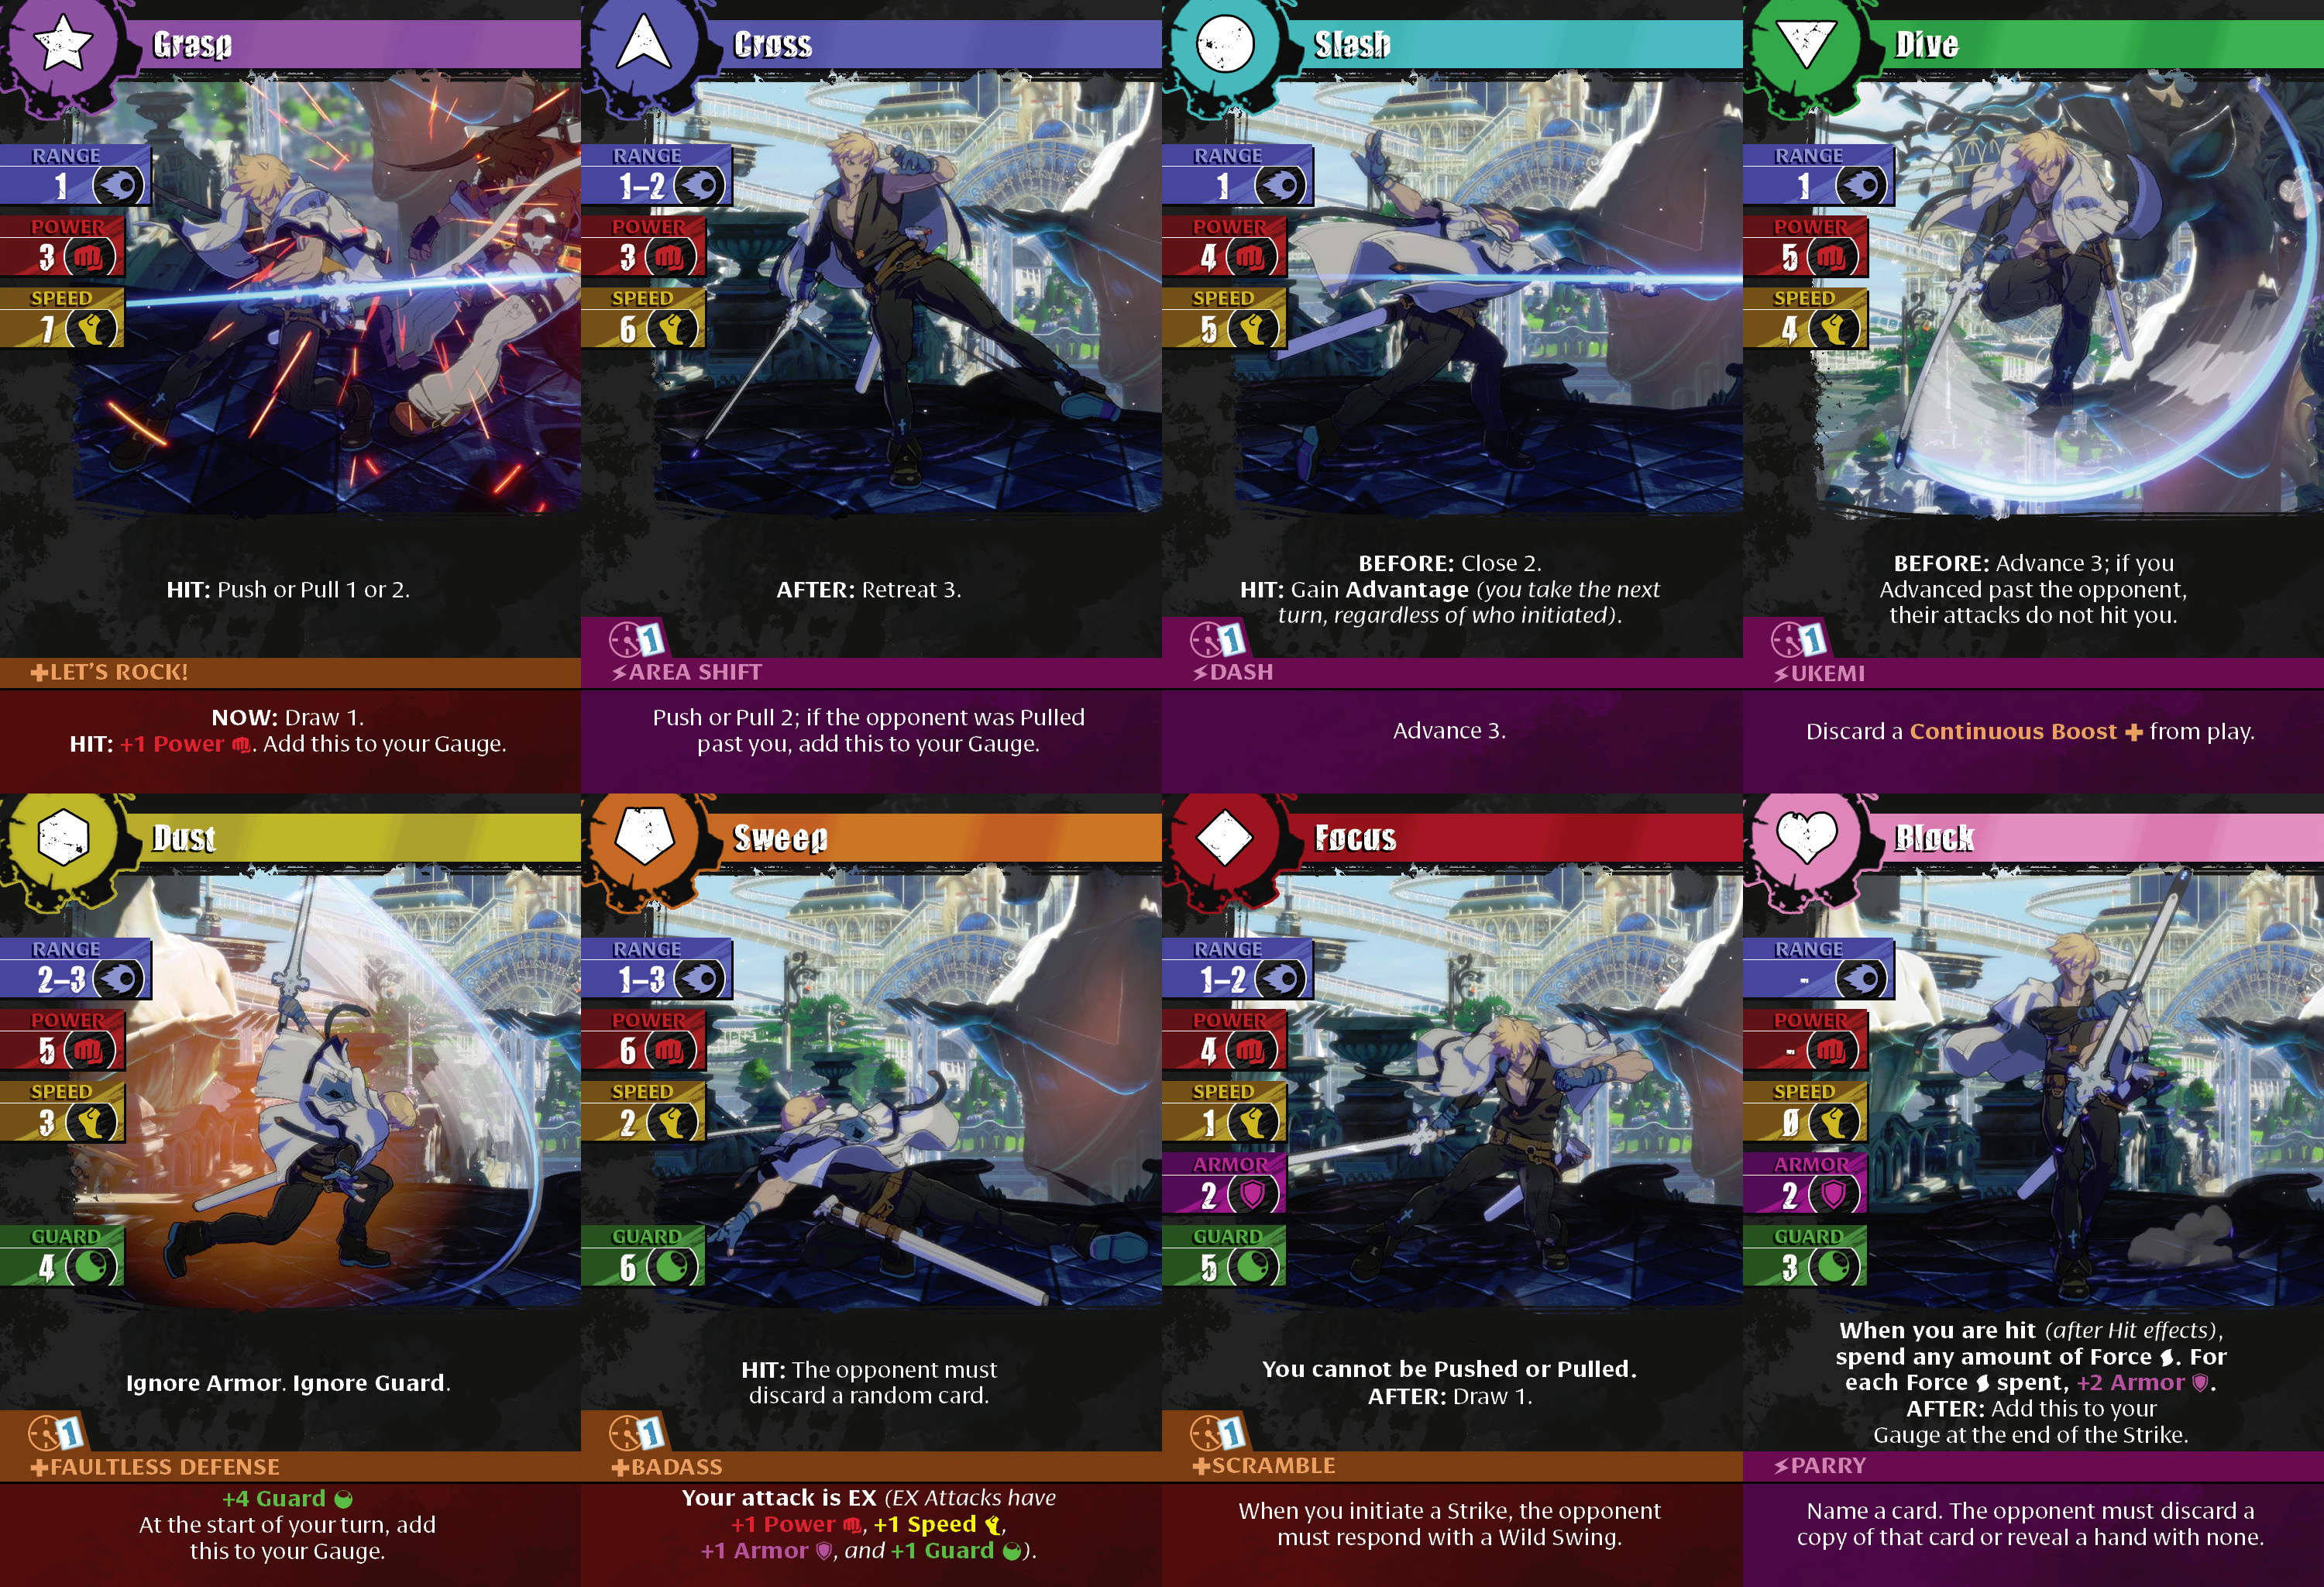 Grasp
RANGE
1
POWER
3
SPEED
7
HIT: Push or Pull 1 or 2.
+LET'S ROCK!
NOW: Draw 1.
HIT: +1 Power. Add this to your Gauge.
Cross
RANGE
1–2
POWER
3
SPEED
6
AFTER: Retreat 3.
1
AREA SHIFT
Push or Pull 2; if the opponent was Pulled
past you, add this to your Gauge.
Slash
RANGE
1
POWER
4
SPEED
5
BEFORE: Close 2.
HIT: Gain Advantage (you take the next
turn, regardless of who initiated).
1
DASH
Advance 3.
Dive
RANGE
1
POWER
5
SPEED
4
BEFORE: Advance 3; if you
Advanced past the opponent,
their attacks do not hit you.
1
UKEMI
Discard a Continuous Boost + from play.
Dust
RANGE
2–3
POWER
5
SPEED
3
GUARD
4
Ignore Armor. Ignore Guard.
1
+FAULTLESS DEFENSE
+4 Guard
At the start of your turn, add
this to your Gauge.
Sweep
RANGE
1–3
POWER
6
SPEED
2
GUARD
6
HIT: The opponent must
discard a random card.
1
+BADASS
Your attack is EX (EX Attacks have
+1 Power, +1 Speed,
+1 Armor, and +1 Guard).
Focus
RANGE
1–2
POWER
4
SPEED
1
ARMOR
2
GUARD
5
You cannot be Pushed or Pulled.
AFTER: Draw 1.
1
+SCRAMBLE
When you initiate a Strike, the opponent
must respond with a Wild Swing.
Block
RANGE
-
POWER
-
SPEED
0
ARMOR
2
GUARD
3
When you are hit (after Hit effects),
spend any amount of Force. For
each Force spent, +2 Armor.
AFTER: Add this to your
Gauge at the end of the Strike.
PARRY
Name a card. The opponent must discard a
copy of that card or reveal a hand with none.